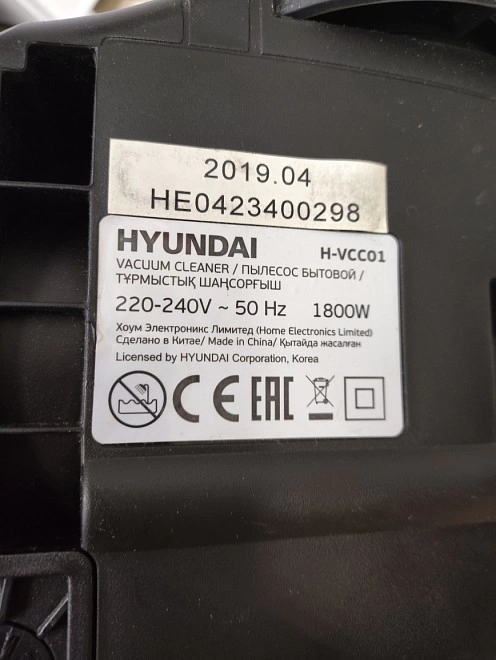 2019.04
HE0423400298
HYUNDAI H-VCC01
VACUUM CLEANER / ПЫЛЕСОС БЫТОВОЙ /
ТҰРМЫСТЫҚ ШАҢСОРҒЫШ
220-240V ~ 50 Hz 1800W
Хоум Электроникс Лимитед (Home Electronics Limited)
Сделано в Китае/ Made in China/ Қытайда жасалған
Licensed by HYUNDAI Corporation, Korea
CE EAC